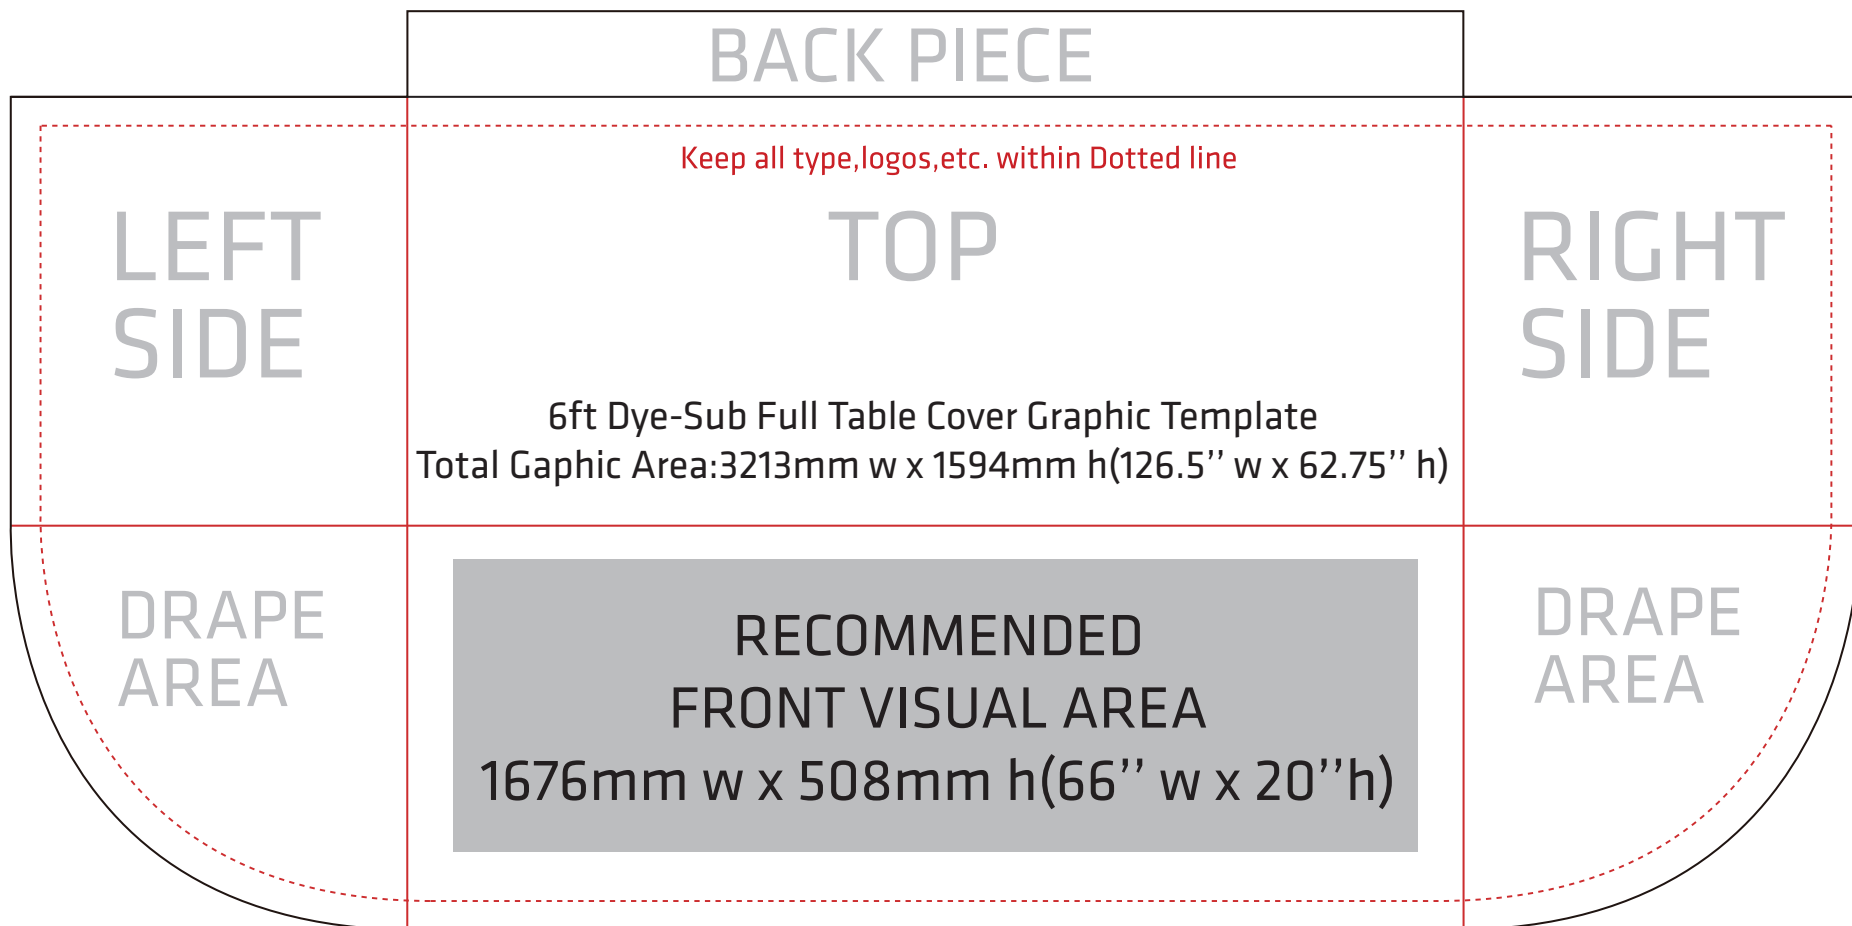 BACK PIECE
Keep all type,logos,etc. within Dotted line
LEFT
SIDE
TOP
RIGHT
SIDE
6ft Dye-Sub Full Table Cover Graphic Template
Total Gaphic Area:3213mm w x 1594mm h(126.5’’ w x 62.75’’ h)
DRAPE
AREA
RECOMMENDED
FRONT VISUAL AREA
1676mm w x 508mm h(66’’ w x 20’’h)
DRAPE
AREA